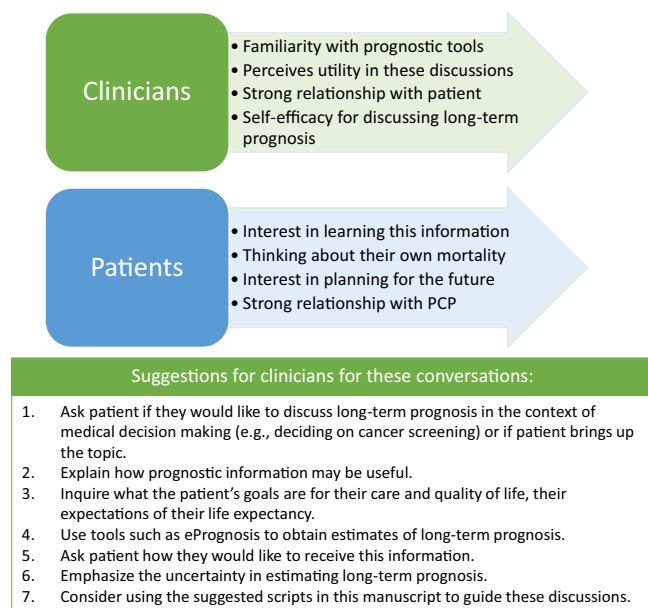 Clinicians
• Familiarity with prognostic tools
• Perceives utility in these discussions
• Strong relationship with patient
• Self-efficacy for discussing long-term
prognosis
Patients
• Interest in learning this information
• Thinking about their own mortality
• Interest in planning for the future
• Strong relationship with PCP
Suggestions for clinicians for these conversations:
1. Ask patient if they would like to discuss long-term prognosis in the context of
medical decision making (e.g., deciding on cancer screening) or if patient brings up
the topic.
2. Explain how prognostic information may be useful.
3. Inquire what the patient's goals are for their care and quality of life, their
expectations of their life expectancy.
4. Use tools such as ePrognosis to obtain estimates of long-term prognosis.
5. Ask patient how they would like to receive this information.
6. Emphasize the uncertainty in estimating long-term prognosis.
7. Consider using the suggested scripts in this manuscript to guide these discussions.